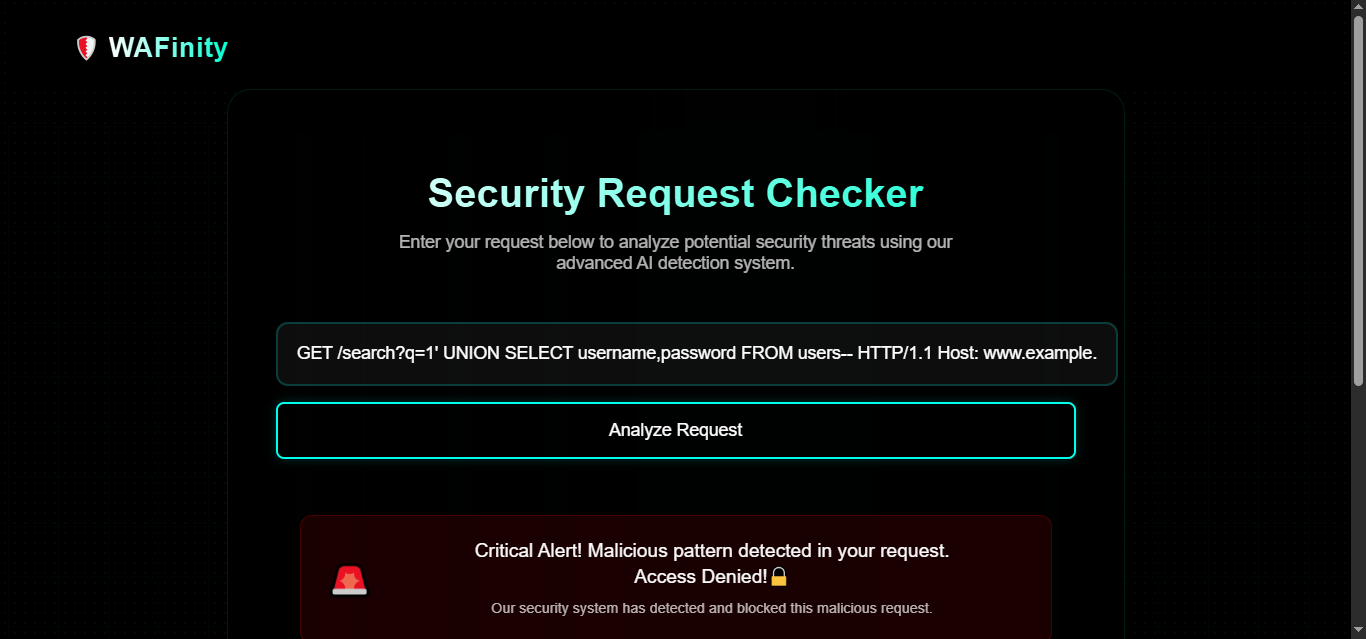 WAFinity
Security Request Checker
Enter your request below to analyze potential security threats using our
advanced AI detection system.
GET /search?q=1' UNION SELECT username,password FROM users-- HTTP/1.1 Host: www.example.
Analyze Request
Critical Alert! Malicious pattern detected in your request.
Access Denied!🔒
Our security system has detected and blocked this malicious request.